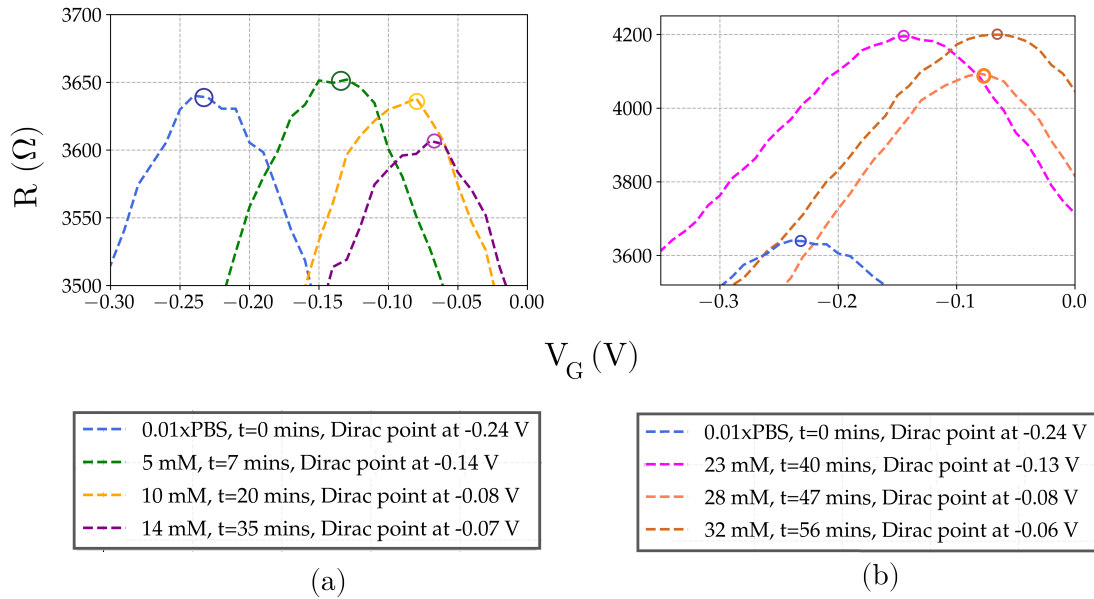 3700
3650
3600
3550
3500
R (Ω)
−0.30 −0.25 −0.20 −0.15 −0.10 −0.05 0.00
4200
4000
3800
3600
−0.3 −0.2 −0.1 0.0
V_G (V)
0.01xPBS, t=0 mins, Dirac point at -0.24 V
5 mM, t=7 mins, Dirac point at -0.14 V
10 mM, t=20 mins, Dirac point at -0.08 V
14 mM, t=35 mins, Dirac point at -0.07 V
(a)
0.01xPBS, t=0 mins, Dirac point at -0.24 V
23 mM, t=40 mins, Dirac point at -0.13 V
28 mM, t=47 mins, Dirac point at -0.08 V
32 mM, t=56 mins, Dirac point at -0.06 V
(b)